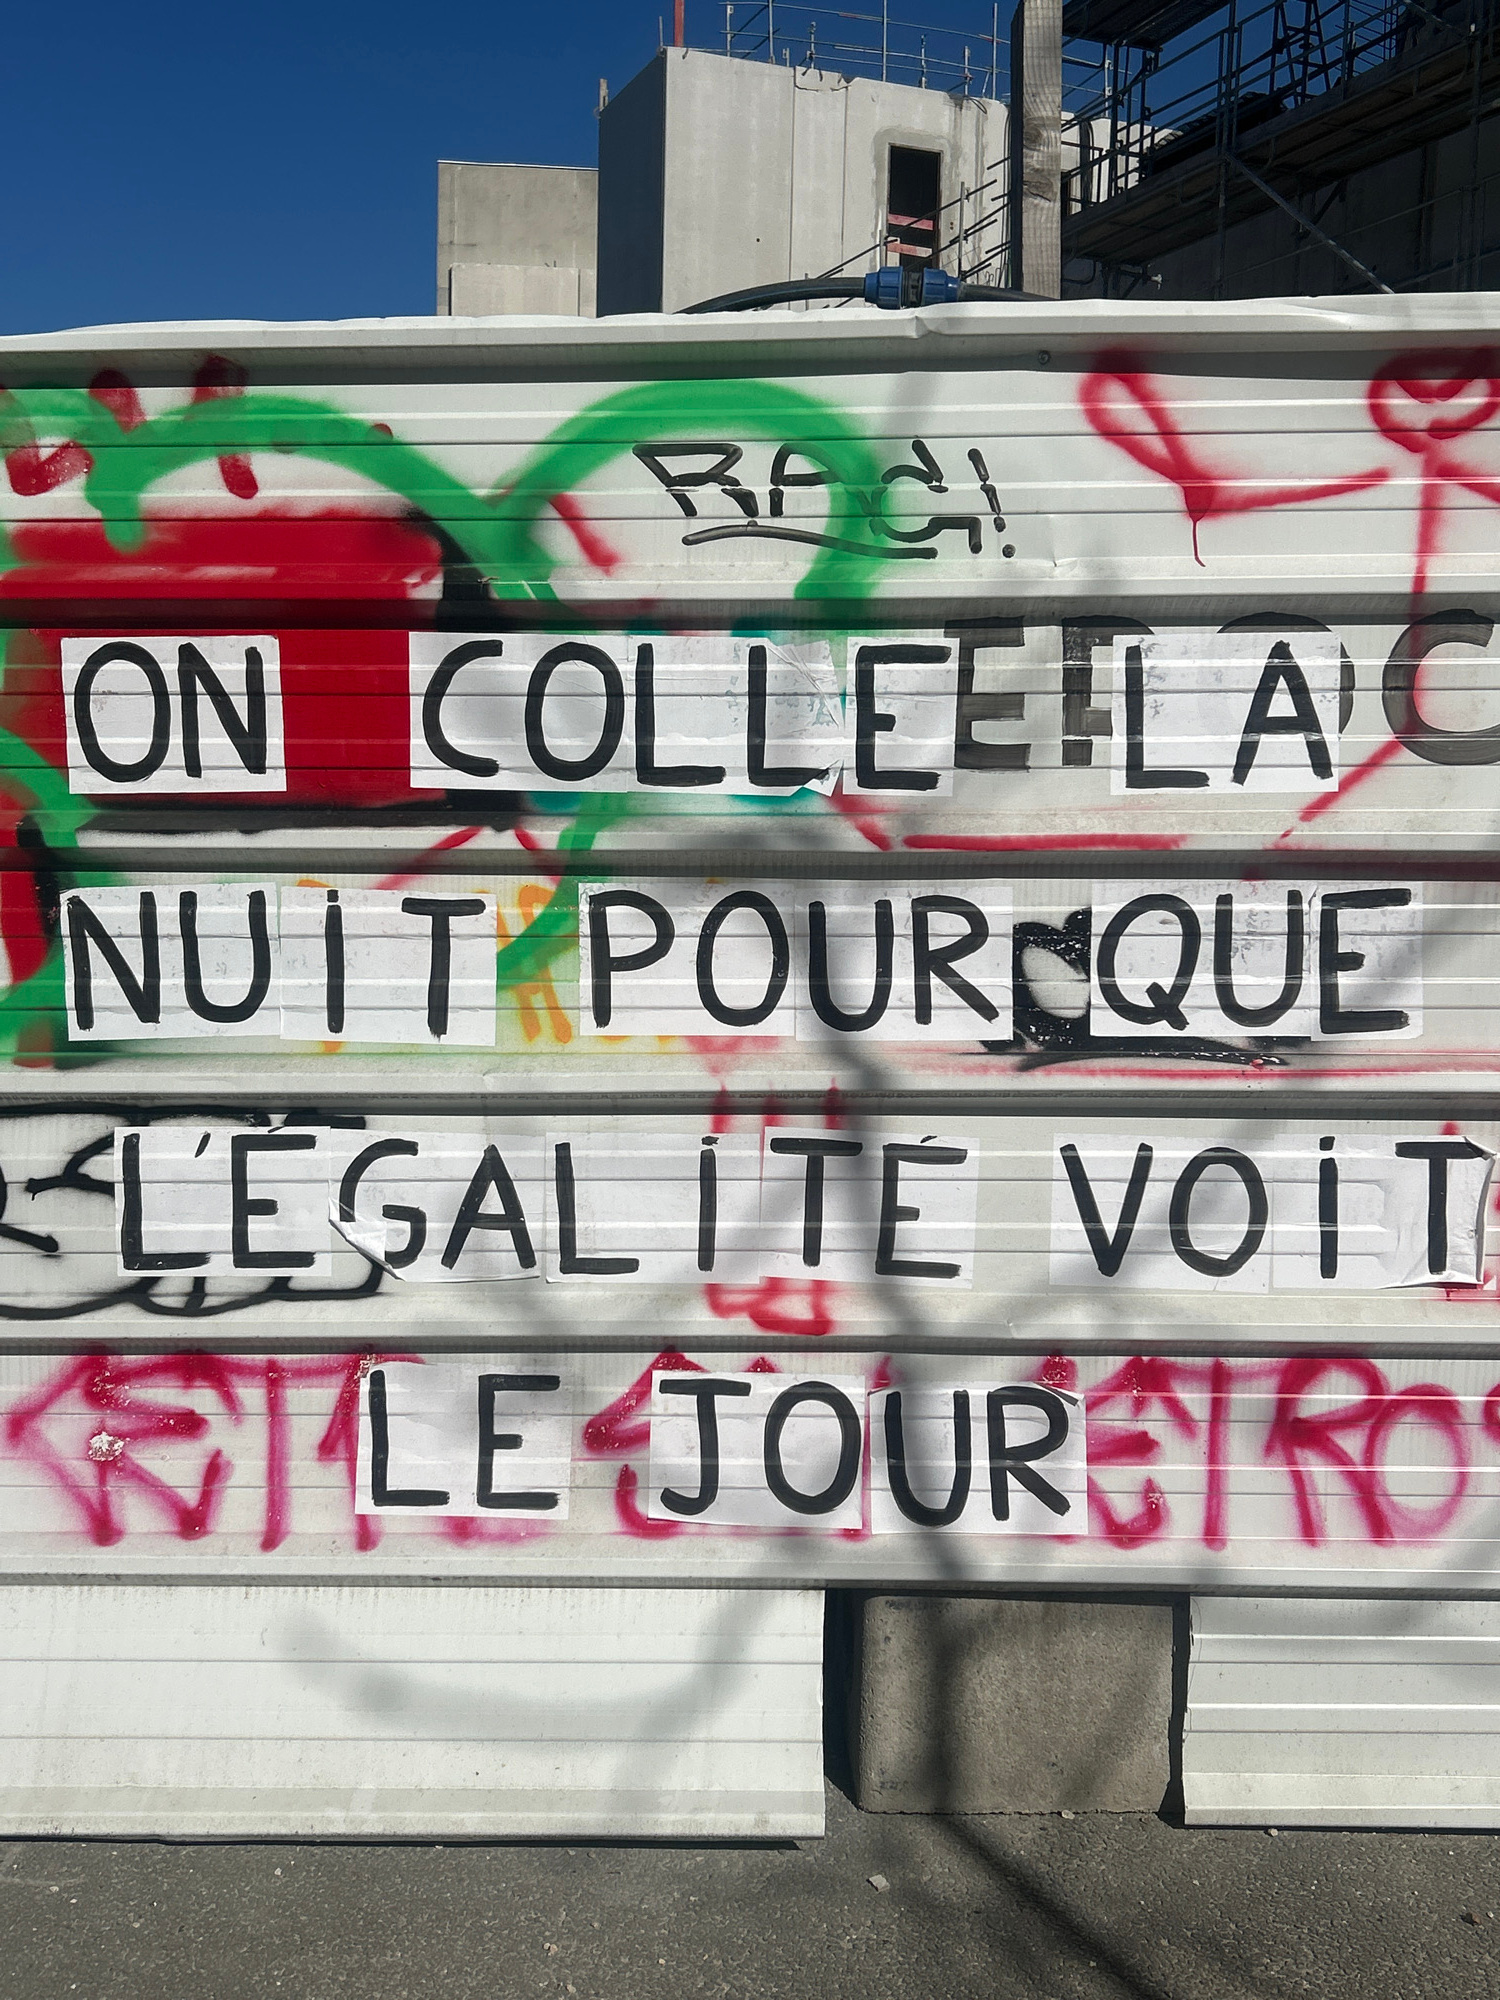 RAG!
ON COLLE LA
NUIT POUR QUE
L'ÉGALITÉ VOIT
LE JOUR